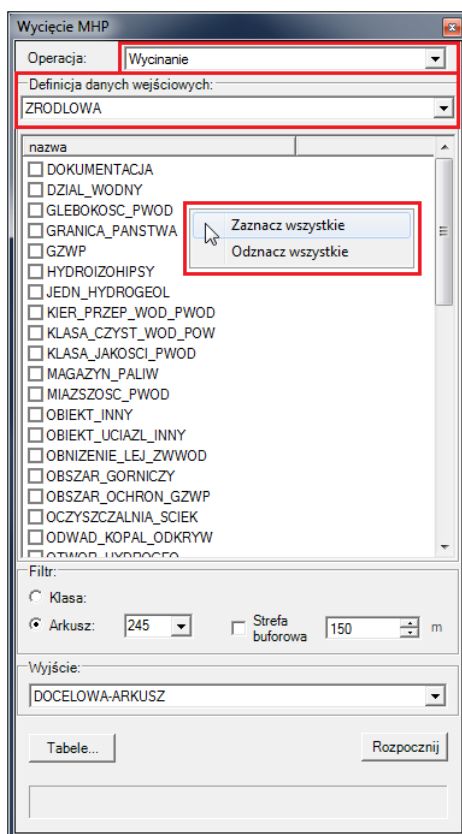 Wycięcie MHP
Operacja: Wycinanie
Definicja danych wejściowych:
ZRODLOWA
nazwa
DOKUMENTACJA
DZIAL_WODNY
GLEBOKOSC_PWOD
GRANICA_PANSTWA
GZWP
HYDROIZOHIPSY
JEDN_HYDROGEOL
KIER_PRZEP_WOD_PWOD
KLASA_CZYST_WOD_POW
KLASA_JAKOSCI_PWOD
MAGAZYN_PALIW
MIAZSZOSC_PWOD
OBIEKT_INNY
OBIEKT_UCIAZL_INNY
OBNIZENIE_LEJ_ZWWOD
OBSZAR_GORNICZY
OBSZAR_OCHRON_GZWP
OCZYSZCZALNIA_SCIEK
ODWAD_KOPAL_ODKRYW
OTWOR_HYDROGEO
Zaznacz wszystkie
Odznacz wszystkie
Filtr:
Klasa:
Arkusz: 245 Strefa buforowa 150 m
Wyjście:
DOCELOWA-ARKUSZ
Tabele... Rozpocznij